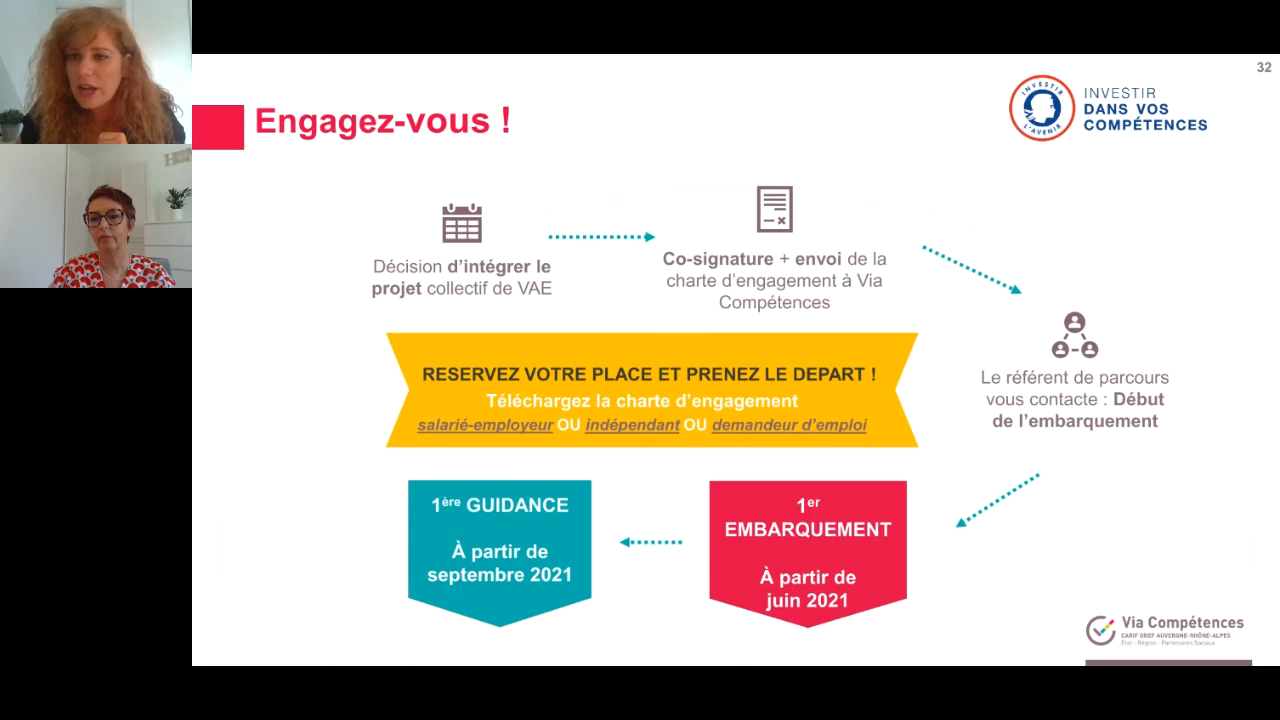 32
INVESTIR
L'AVENIR
INVESTIR
DANS VOS
COMPÉTENCES
Engagez-vous !
Décision d'intégrer le
projet collectif de VAE
Co-signature + envoi de la
charte d'engagement à Via
Compétences
Le référent de parcours
vous contacte : Début
de l'embarquement
RESERVEZ VOTRE PLACE ET PRENEZ LE DEPART !
Téléchargez la charte d'engagement
salarié-employeur OU indépendant OU demandeur d'emploi
1ère GUIDANCE
À partir de
septembre 2021
1er
EMBARQUEMENT
À partir de
juin 2021
Via Compétences
CARIF OREF AUVERGNE-RHÔNE-ALPES
État - Région - Partenaires Sociaux